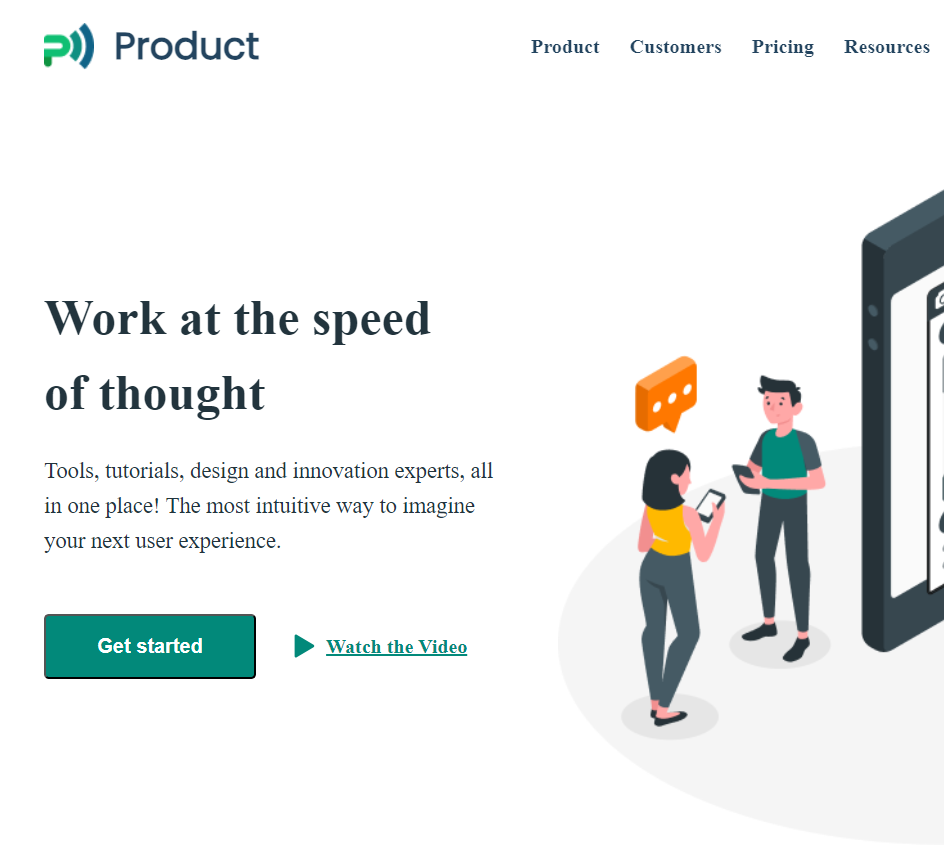 Product
Product Customers Pricing Resources
Work at the speed
of thought
Tools, tutorials, design and innovation experts, all
in one place! The most intuitive way to imagine
your next user experience.
Get started
Watch the Video